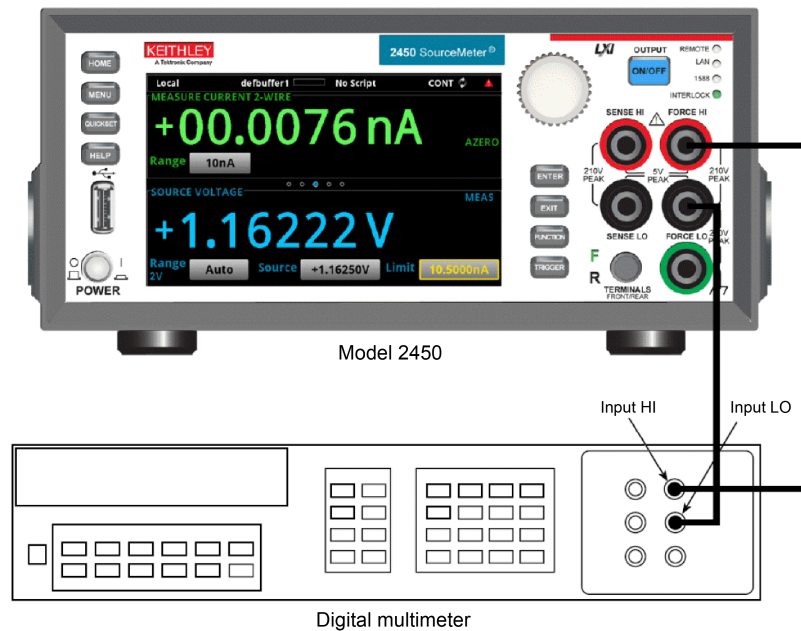 KEITHLEY
A Tektronix Company
2450 SourceMeter®
LXI
OUTPUT
ON/OFF
REMOTE
LAN
1588
INTERLOCK
HOME
MENU
QUICKSET
HELP
Local defbuffer1 No Script CONT
MEASURE CURRENT 2-WIRE
+00.0076 nA
AZERO
Range 10nA
SOURCE VOLTAGE
MEAS
+1.16222 V
Range Auto Source +1.16250V Limit 10.5000nA
2V
POWER
I
ENTER
EXIT
FUNCTION
TRIGGER
SENSE HI
FORCE HI
210V
PEAK
5V
PEAK
210V
PEAK
SENSE LO
FORCE LO
PEAK
F
R
TERMINALS
FRONT/REAR
Model 2450
Input HI
Input LO
Digital multimeter